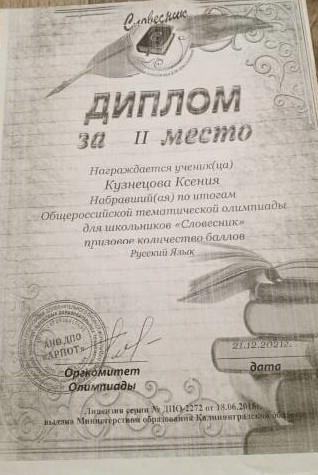 Словесник
ДИПЛОМ
за II место
Награждается ученик(ца)
Кузнецова Ксения
Набравший(ая) по итогам
Общероссийской тематической олимпиады
для школьников «Словесник»
призовое количество баллов
Русский Язык
АНО ДПО
«АРПОТ»
21.12.2021г.
Оргкомитет дата
Олимпиады
Лицензия серии № ДПО-2272 от 18.06.2018г.
выдана Министерством образования Калининградской